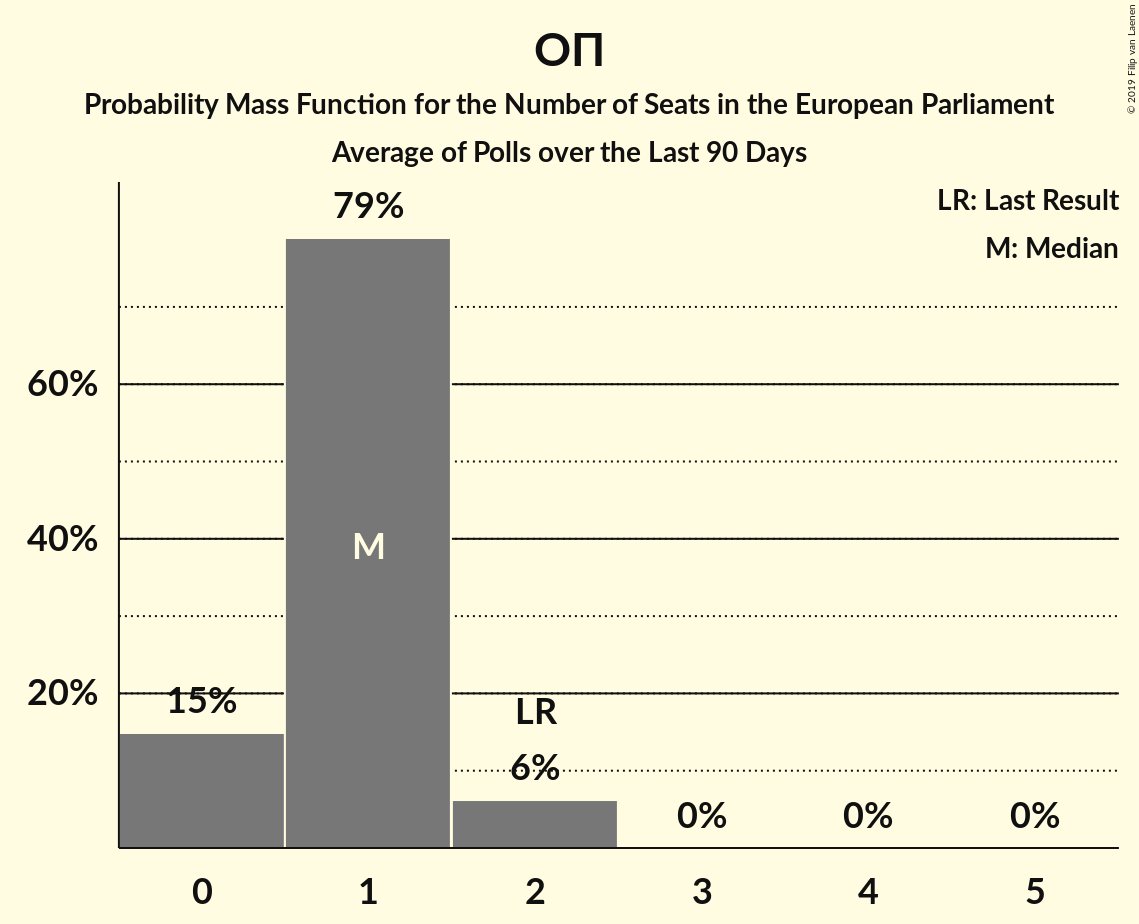 ΟΠ
Probability Mass Function for the Number of Seats in the European Parliament
Average of Polls over the Last 90 Days
© 2019 Filip van Laenen
LR: Last Result
M: Median
79%
60%
40%
M
20%
15%
LR
6%
0% 0% 0%
0 1 2 3 4 5